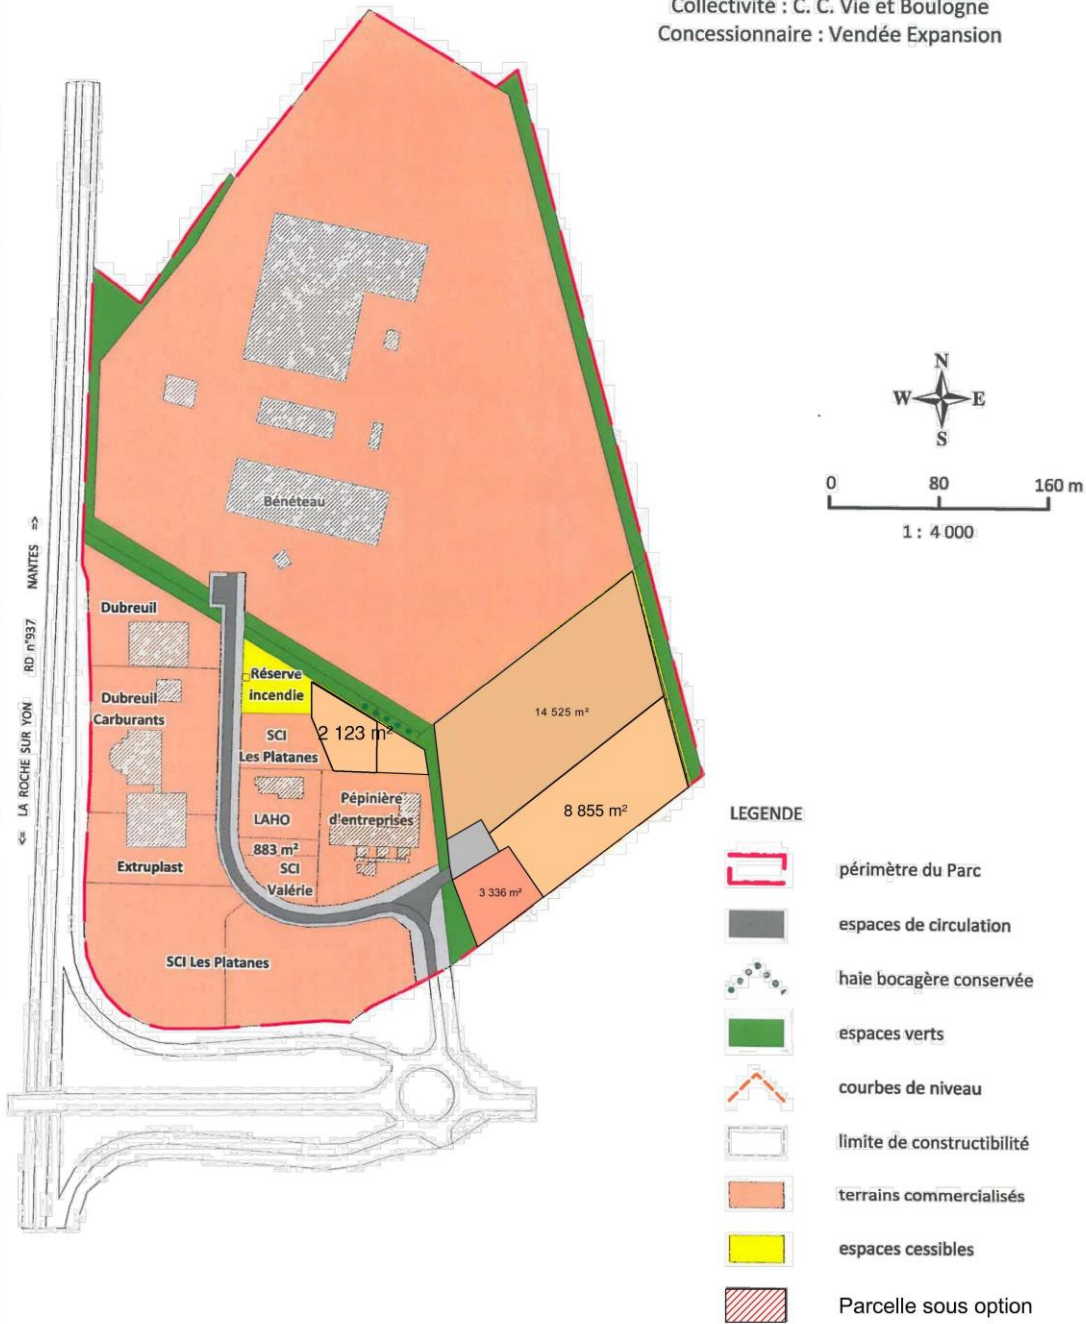 Collectivité : C. C. Vie et Boulogne
Concessionnaire : Vendée Expansion
N
W E
S
0 80 160 m
1 : 4 000
Bénéteau
<= LA ROCHE SUR YON RD n°937 NANTES =>
Dubreuil
Dubreuil
Carburants
Extruplast
Réserve
incendie
2 123 m²
SCI
Les Platanes
LAHO
883 m²
SCI
Valérie
Pépinière
d'entreprises
SCI Les Platanes
14 525 m²
8 855 m²
3 336 m²
LEGENDE
périmètre du Parc
espaces de circulation
haie bocagère conservée
espaces verts
courbes de niveau
limite de constructibilité
terrains commercialisés
espaces cessibles
Parcelle sous option